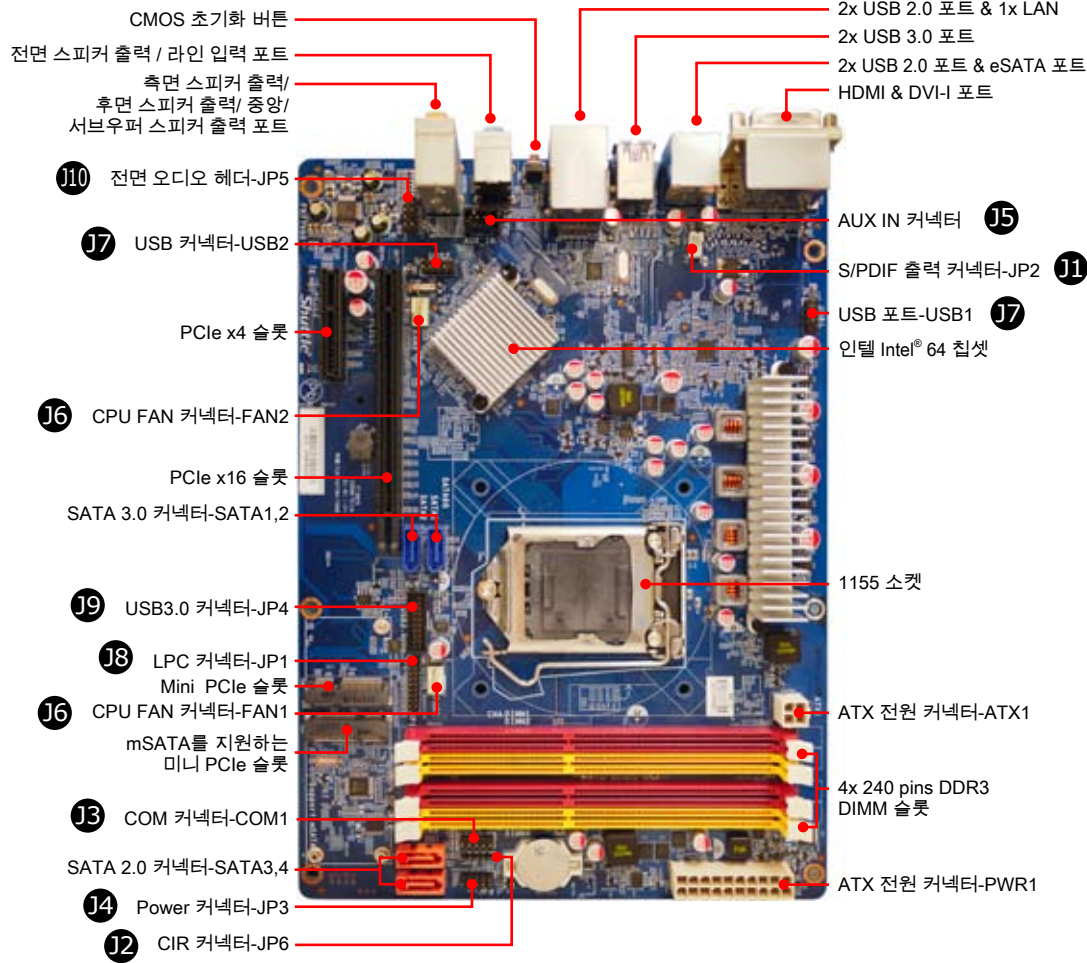 CMOS 초기화 버튼
전면 스피커 출력 / 라인 입력 포트
측면 스피커 출력/
후면 스피커 출력/ 중앙/
서브우퍼 스피커 출력 포트
J10 전면 오디오 헤더-JP5
J7 USB 커넥터-USB2
PCIe x4 슬롯
J6 CPU FAN 커넥터-FAN2
PCIe x16 슬롯
SATA 3.0 커넥터-SATA1,2
J9 USB3.0 커넥터-JP4
J8 LPC 커넥터-JP1
Mini PCIe 슬롯
J6 CPU FAN 커넥터-FAN1
mSATA를 지원하는
미니 PCIe 슬롯
J3 COM 커넥터-COM1
SATA 2.0 커넥터-SATA3,4
J4 Power 커넥터-JP3
J2 CIR 커넥터-JP6
2x USB 2.0 포트 & 1x LAN
2x USB 3.0 포트
2x USB 2.0 포트 & eSATA 포트
HDMI & DVI-I 포트
AUX IN 커넥터 J5
S/PDIF 출력 커넥터-JP2 J1
USB 포트-USB1 J7
인텔 Intel® 64 칩셋
1155 소켓
ATX 전원 커넥터-ATX1
4x 240 pins DDR3
DIMM 슬롯
ATX 전원 커넥터-PWR1
Shuttle